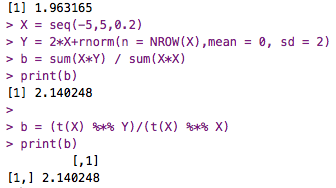 [1] 1.963165
> X = seq(-5,5,0.2)
> Y = 2*X+rnorm(n = NROW(X),mean = 0, sd = 2)
> b = sum(X*Y) / sum(X*X)
> print(b)
[1] 2.140248
>
> b = (t(X) %*% Y)/(t(X) %*% X)
> print(b)
[,1]
[1,] 2.140248